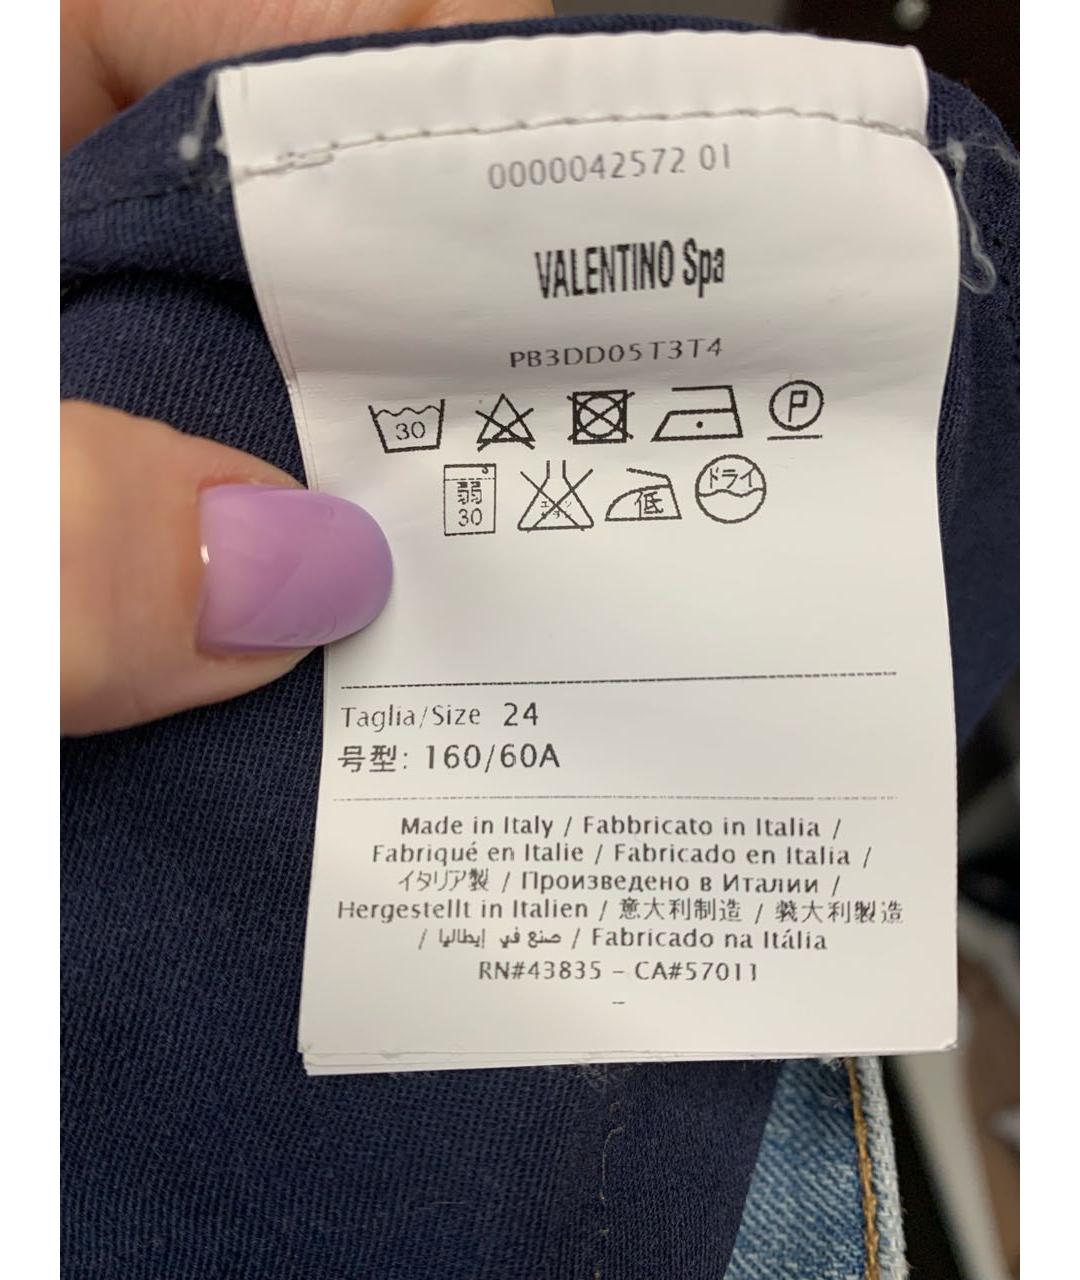 0000042572 01
VALENTINO Spa
PB3DD05T3T4
30 P
弱 30 低 ドライ
Taglia/Size 24
号型: 160/60A
Made in Italy / Fabbricato in Italia /
Fabriqué en Italie / Fabricado en Italia /
イタリア製 / Произведено в Италии /
Hergestellt in Italien / 意大利制造 / 義大利製造
/ صنع في إيطاليا / Fabricado na Itália
RN#43835 – CA#57011
–